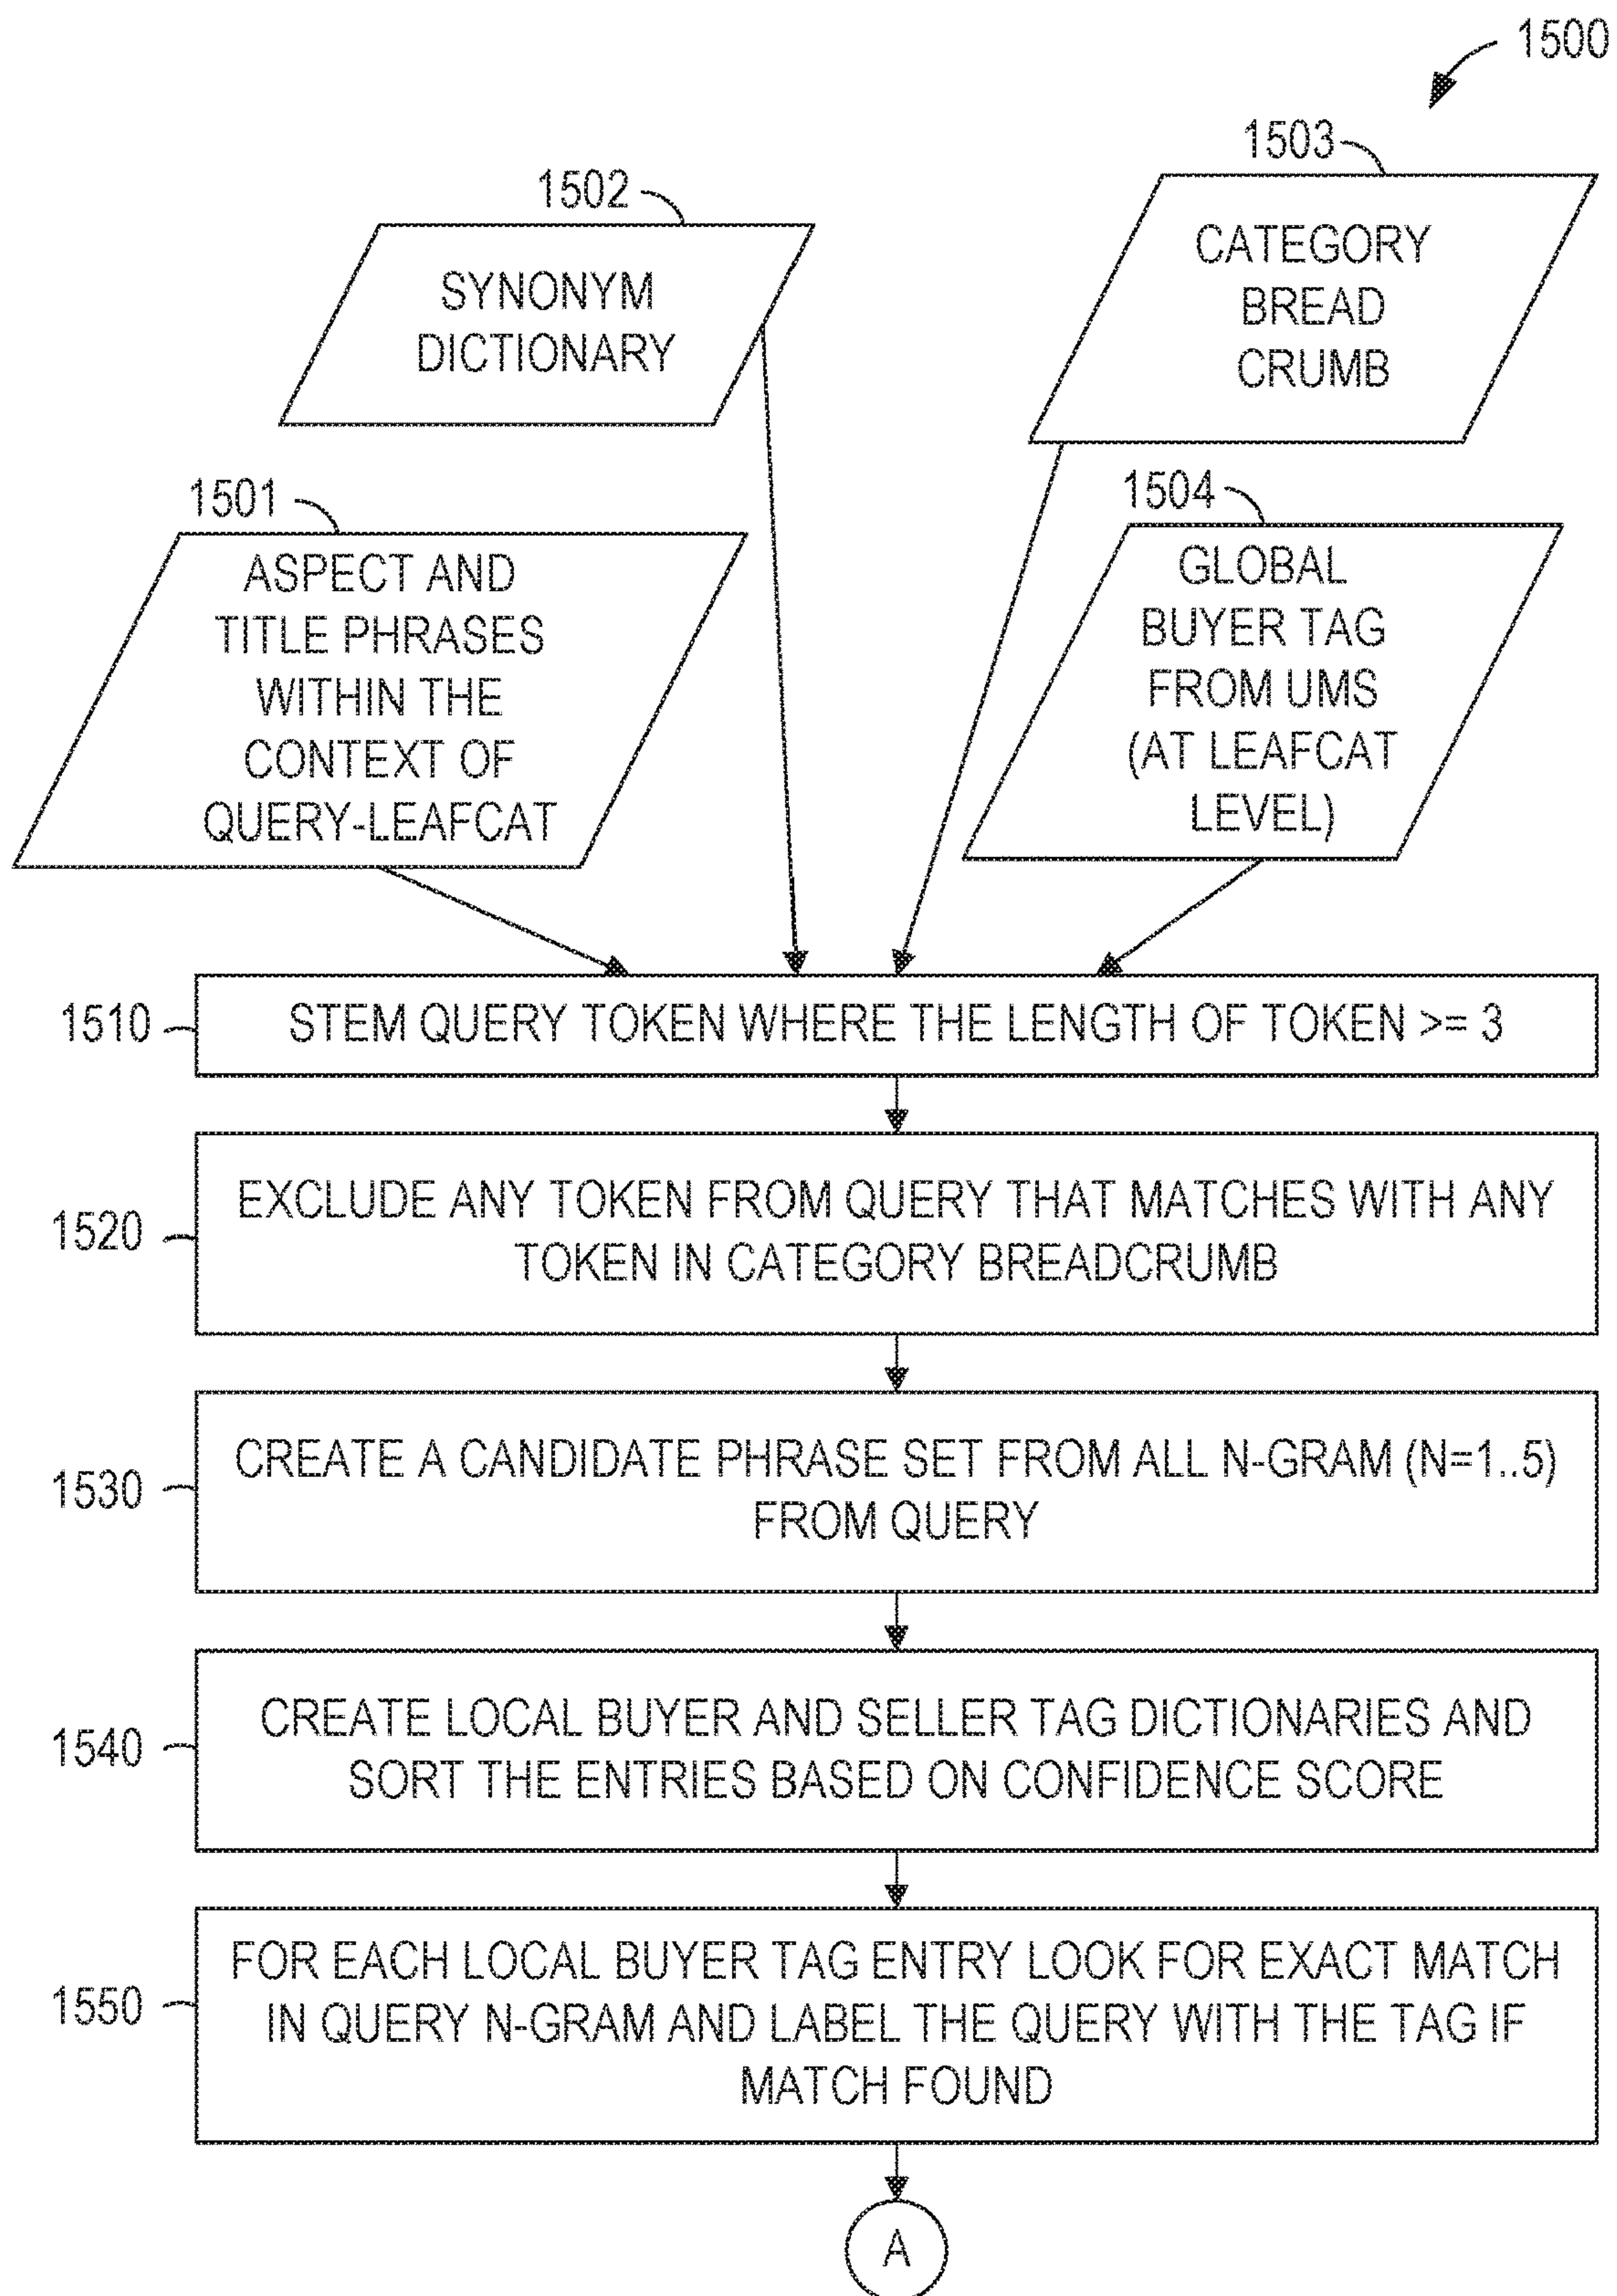 1500
1503
CATEGORY
BREAD
CRUMB
1502
SYNONYM
DICTIONARY
1501
ASPECT AND
TITLE PHRASES
WITHIN THE
CONTEXT OF
QUERY-LEAFCAT
1504
GLOBAL
BUYER TAG
FROM UMS
(AT LEAFCAT
LEVEL)
1510
STEM QUERY TOKEN WHERE THE LENGTH OF TOKEN >= 3
1520
EXCLUDE ANY TOKEN FROM QUERY THAT MATCHES WITH ANY
TOKEN IN CATEGORY BREADCRUMB
1530
CREATE A CANDIDATE PHRASE SET FROM ALL N-GRAM (N=1..5)
FROM QUERY
1540
CREATE LOCAL BUYER AND SELLER TAG DICTIONARIES AND
SORT THE ENTRIES BASED ON CONFIDENCE SCORE
1550
FOR EACH LOCAL BUYER TAG ENTRY LOOK FOR EXACT MATCH
IN QUERY N-GRAM AND LABEL THE QUERY WITH THE TAG IF
MATCH FOUND
A